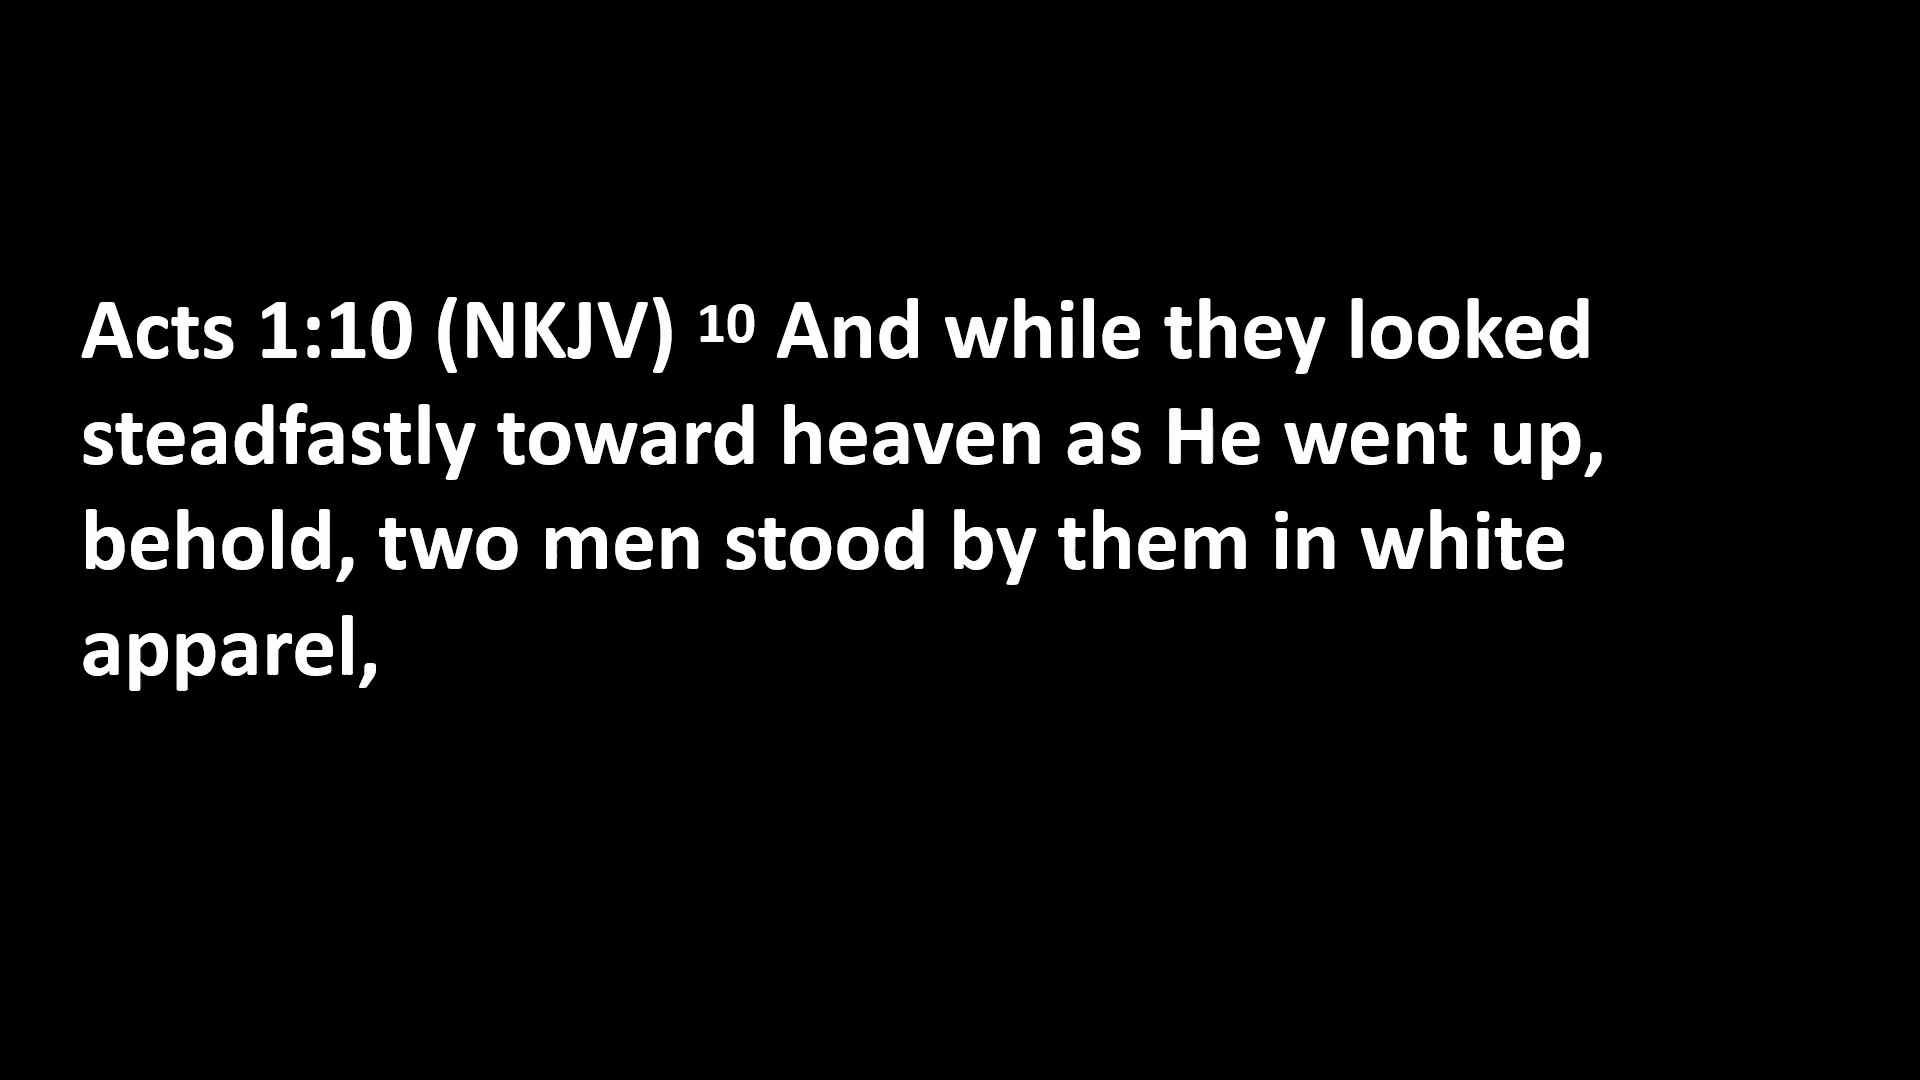 Acts 1:10 (NKJV) 10 And while they looked
steadfastly toward heaven as He went up,
behold, two men stood by them in white
apparel,